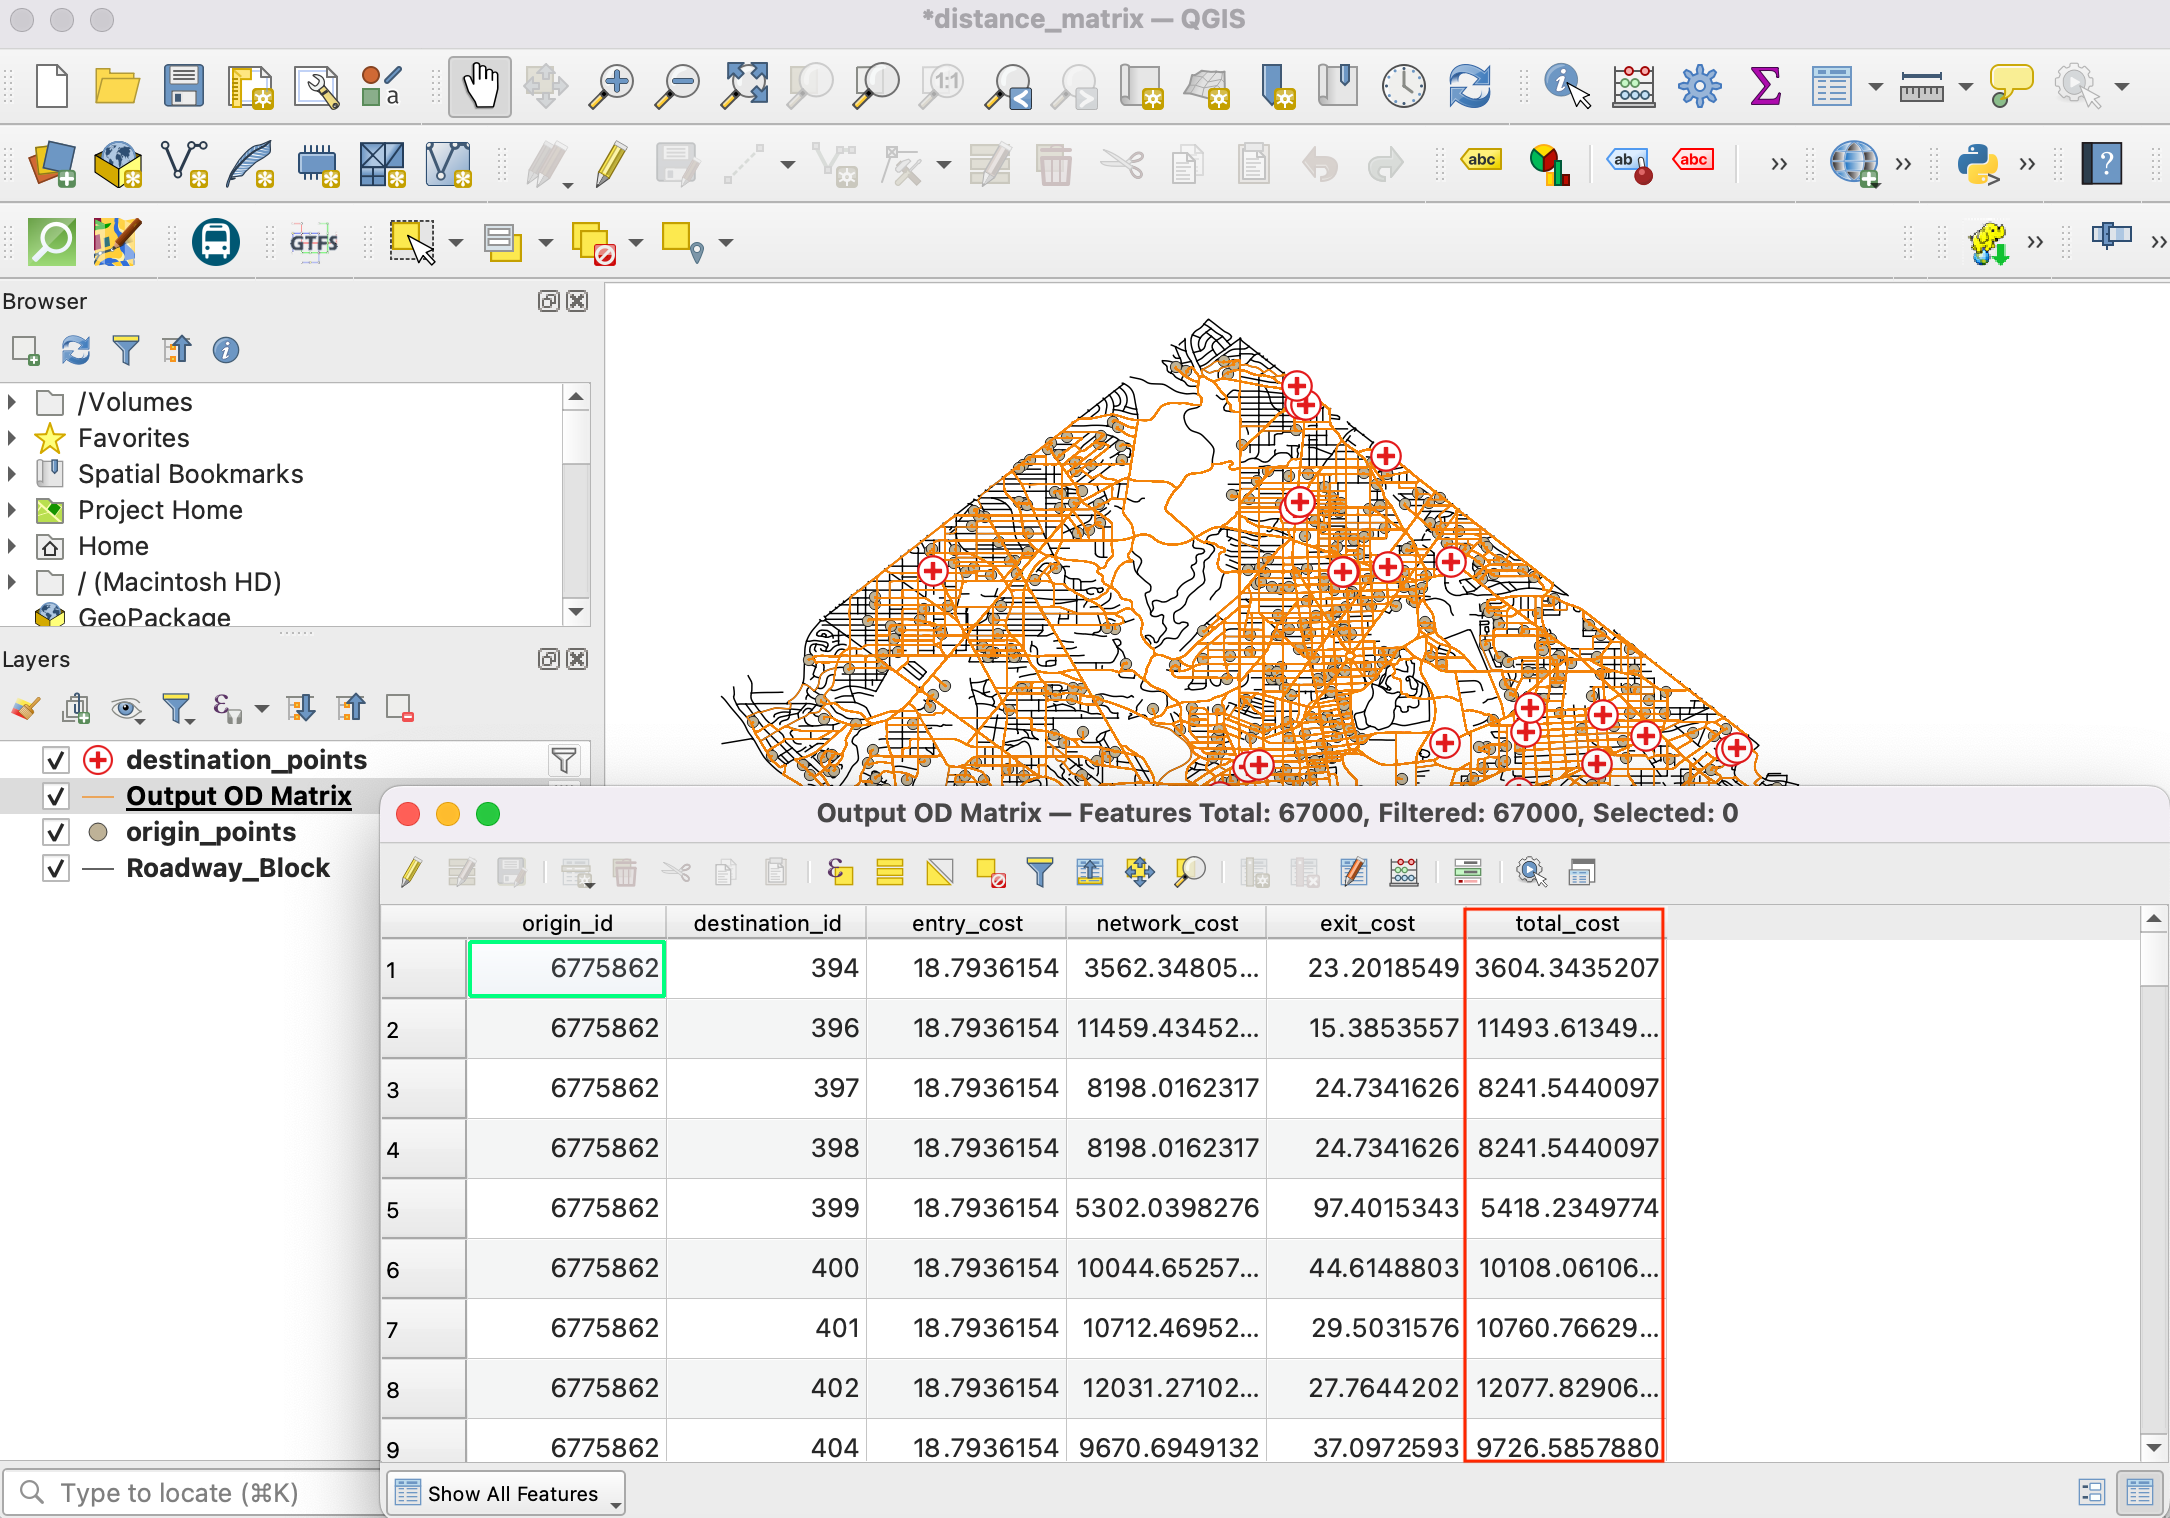 *distance_matrix — QGIS
a
1:1
abc
ab
abc
»
»
»
?
GTFS
»
»
Browser
/Volumes
Favorites
Spatial Bookmarks
Project Home
Home
/ (Macintosh HD)
GeoPackage
Layers
destination_points
Output OD Matrix
origin_points
Roadway_Block
Output OD Matrix — Features Total: 67000, Filtered: 67000, Selected: 0
origin_id destination_id entry_cost network_cost exit_cost total_cost
1 6775862 394 18.7936154 3562.34805... 23.2018549 3604.3435207
2 6775862 396 18.7936154 11459.43452... 15.3853557 11493.61349...
3 6775862 397 18.7936154 8198.0162317 24.7341626 8241.5440097
4 6775862 398 18.7936154 8198.0162317 24.7341626 8241.5440097
5 6775862 399 18.7936154 5302.0398276 97.4015343 5418.2349774
6 6775862 400 18.7936154 10044.65257... 44.6148803 10108.06106...
7 6775862 401 18.7936154 10712.46952... 29.5031576 10760.76629...
8 6775862 402 18.7936154 12031.27102... 27.7644202 12077.82906...
9 6775862 404 18.7936154 9670.6949132 37.0972593 9726.5857880
Type to locate (⌘K)
Show All Features